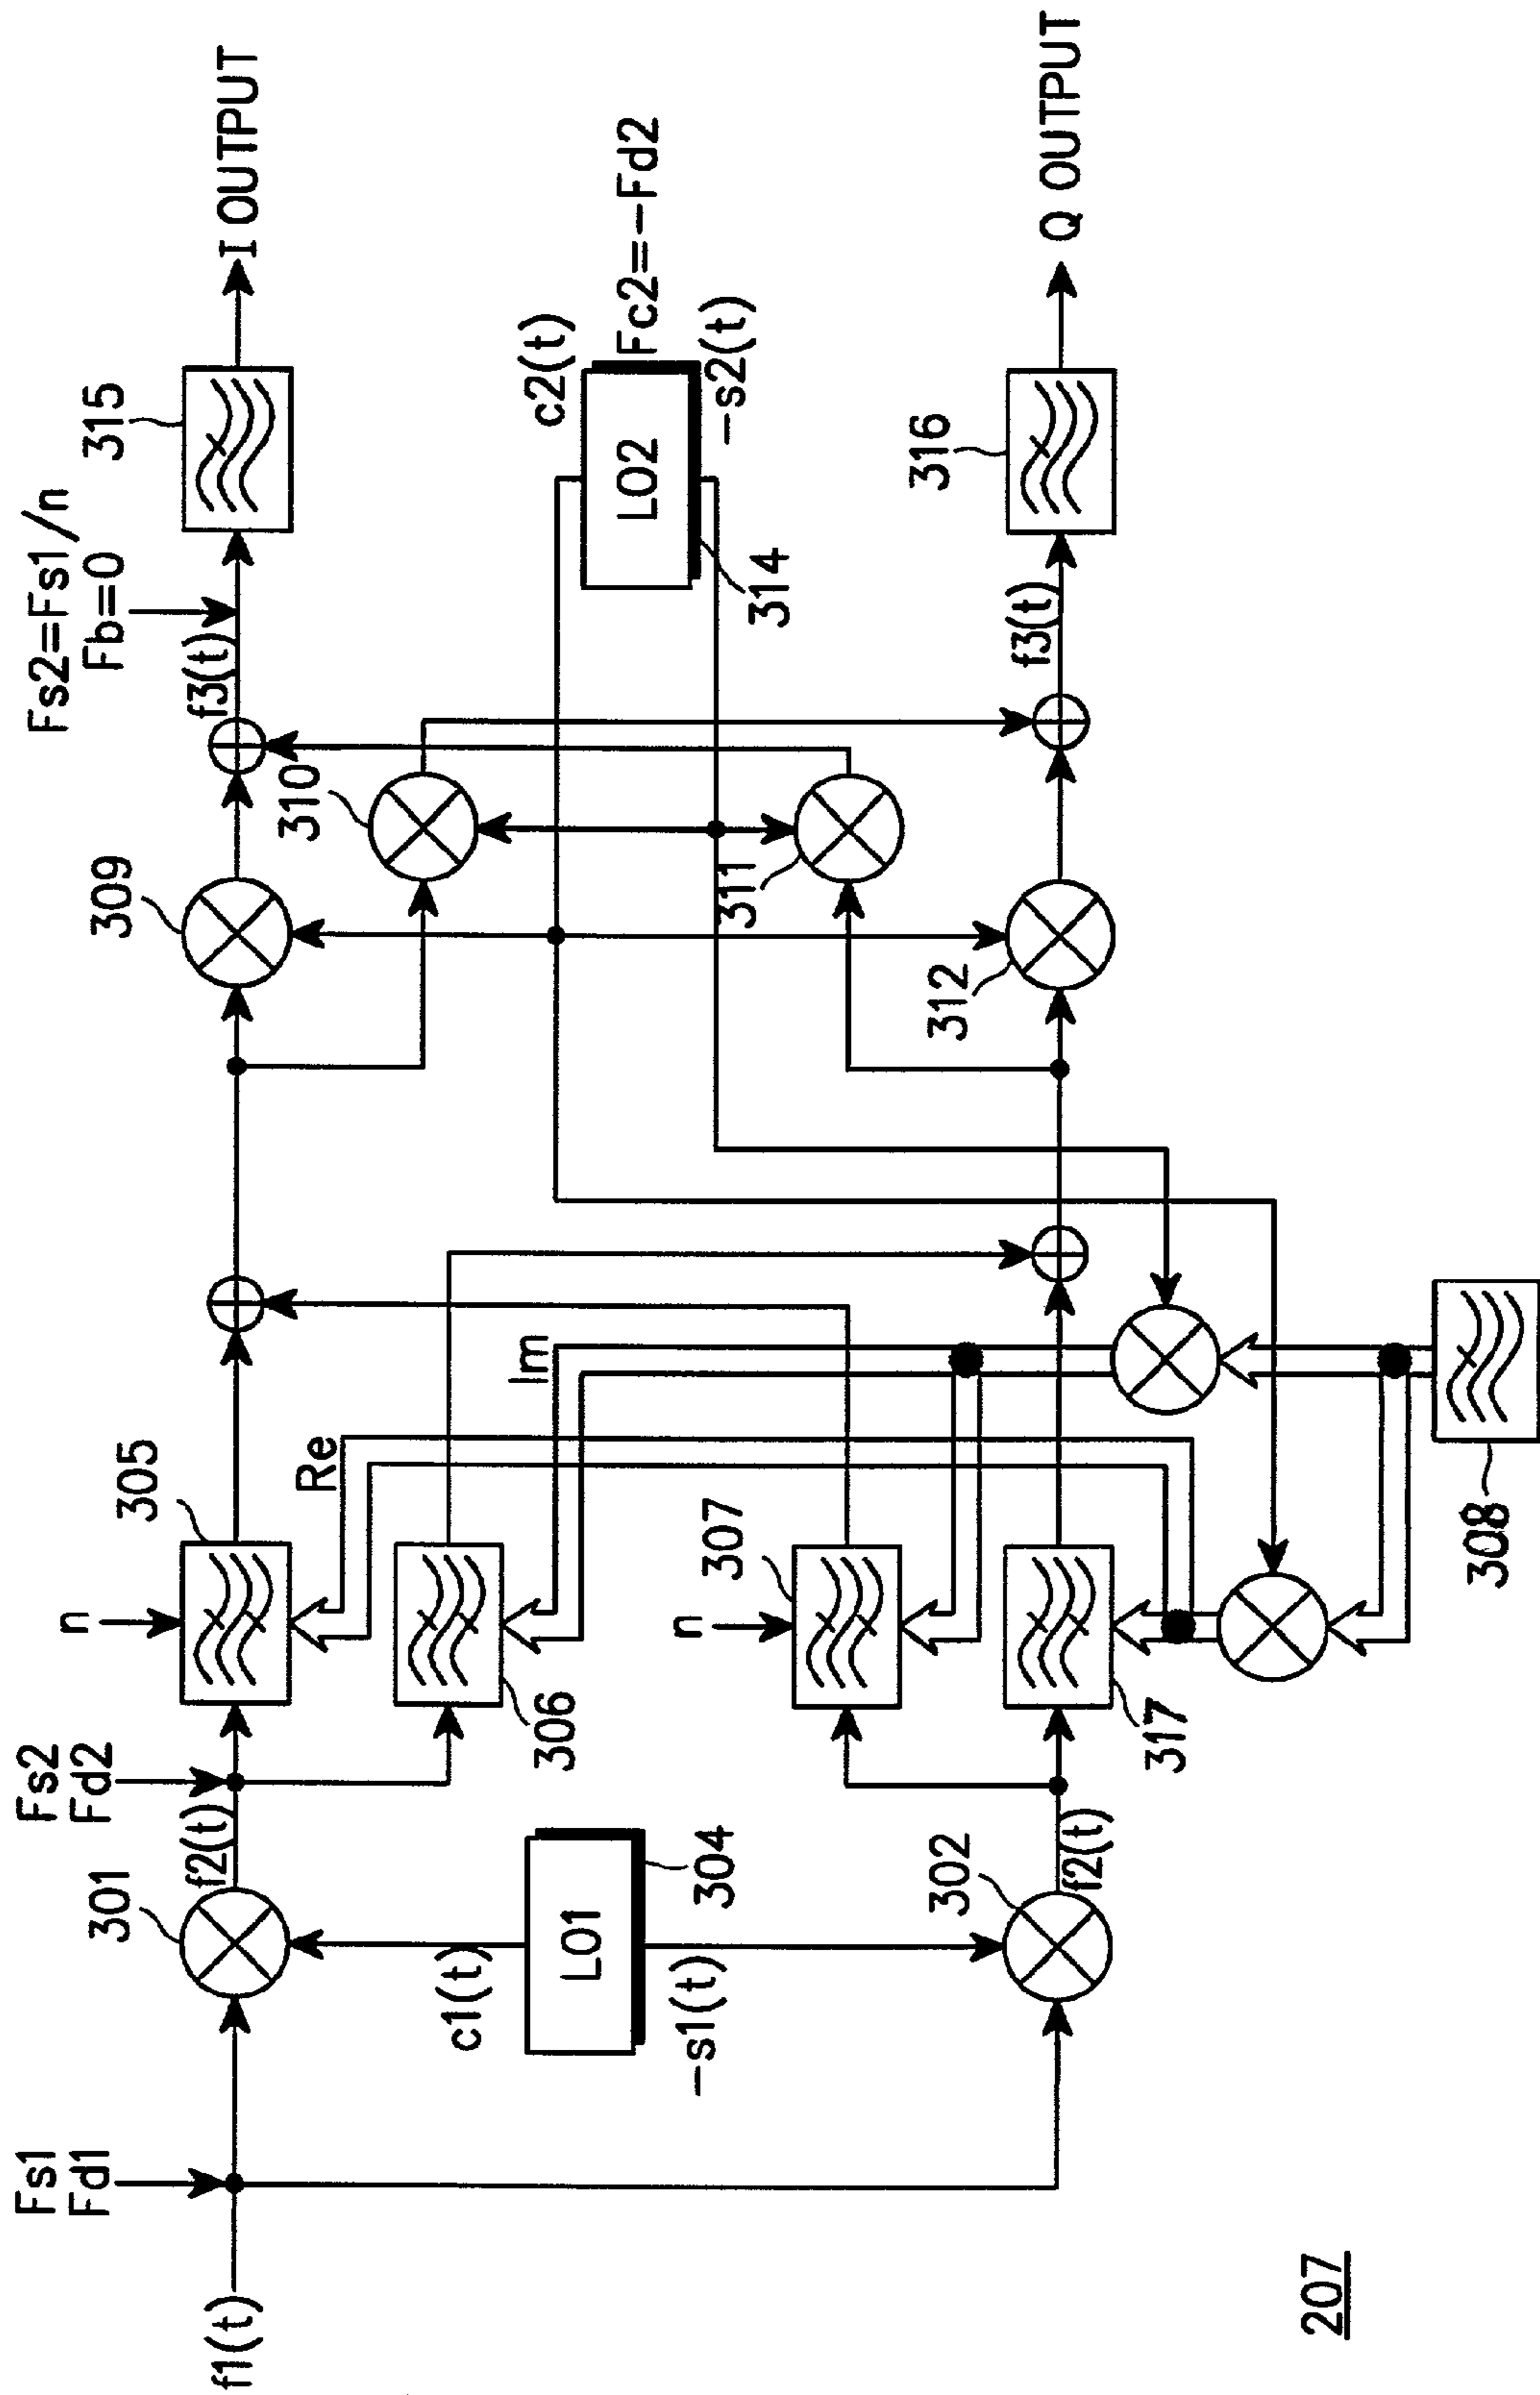 f1(t)
Fs1
Fd1
301
f2(t)
Fs2
Fd2
c1(t)
LO1
304
-s1(t)
302
f2(t)
n
305
306
n
307
317
Re
Im
308
309
310
311
312
Fs2=Fs1/n
Fb=0
f3(t)
315
I OUTPUT
c2(t)
LO2
Fc2=-Fd2
-s2(t)
314
f3(t)
316
Q OUTPUT
207